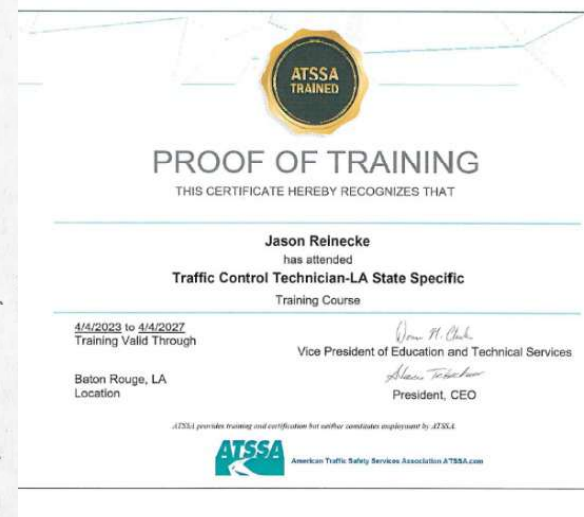 ATSSA
TRAINED
PROOF OF TRAINING
THIS CERTIFICATE HEREBY RECOGNIZES THAT
Jason Reinecke
has attended
Traffic Control Technician-LA State Specific
Training Course
4/4/2023 to 4/4/2027
Training Valid Through
Vice President of Education and Technical Services
Baton Rouge, LA
Location
President, CEO
ATSSA provides training and certification but neither constitutes employment by ATSSA.
ATSSA
American Traffic Safety Services Association ATSSA.com